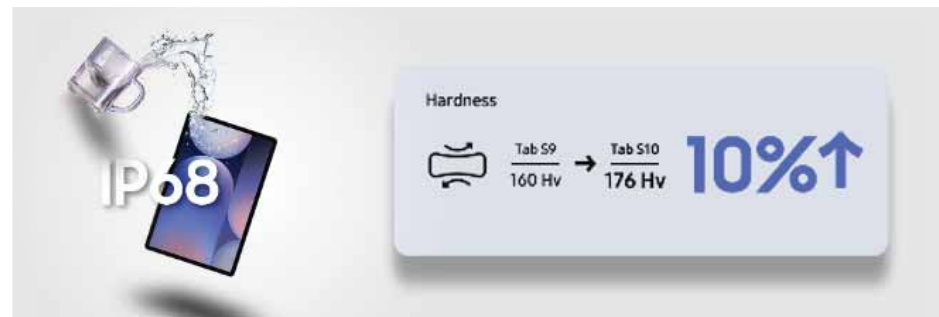 IP68
Hardness
Tab S9 → Tab S10
160 Hv 176 Hv
10%↑